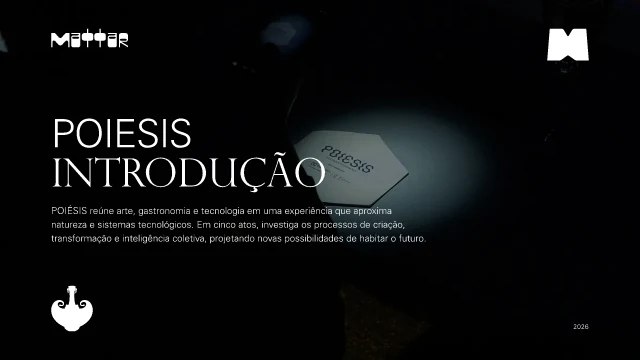 MATTER
POIESIS
INTRODUÇÃO
POIESIS
POIÉSIS reúne arte, gastronomia e tecnologia em uma experiência que aproxima
natureza e sistemas tecnológicos. Em cinco atos, investiga os processos de criação,
transformação e inteligência coletiva, projetando novas possibilidades de habitar o futuro.
2026